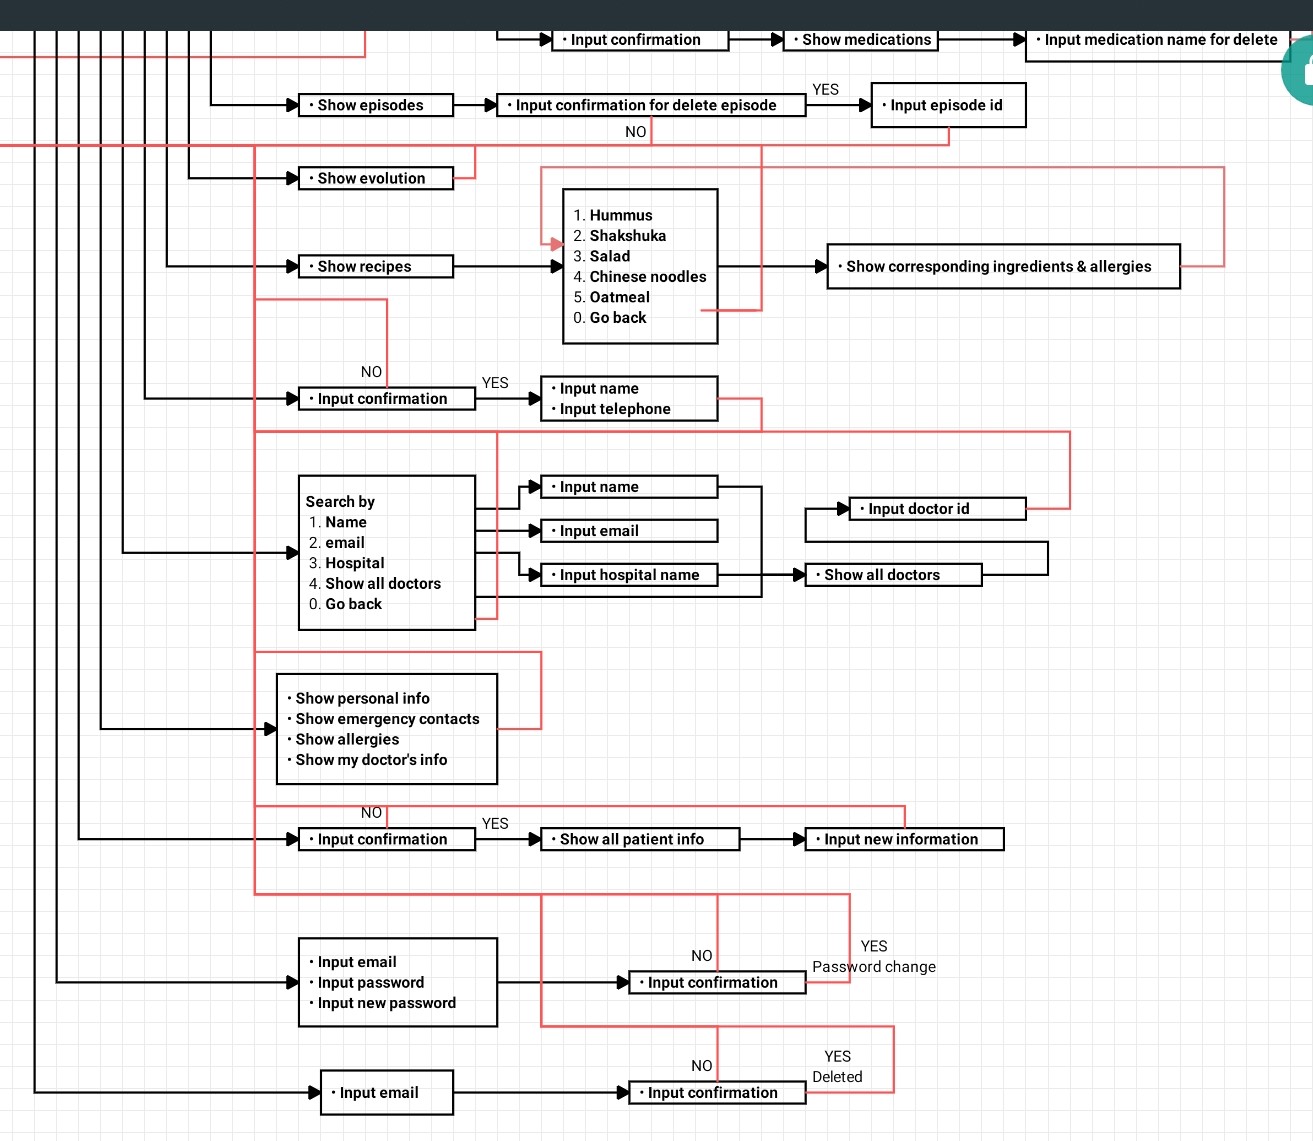 · Input confirmation
· Show medications
· Input medication name for delete
· Show episodes
· Input confirmation for delete episode
YES
· Input episode id
NO
· Show evolution
1. Hummus
2. Shakshuka
3. Salad
4. Chinese noodles
5. Oatmeal
0. Go back
· Show recipes
· Show corresponding ingredients & allergies
NO
· Input confirmation
YES
· Input name
· Input telephone
Search by
1. Name
2. email
3. Hospital
4. Show all doctors
0. Go back
· Input name
· Input email
· Input hospital name
· Input doctor id
· Show all doctors
· Show personal info
· Show emergency contacts
· Show allergies
· Show my doctor's info
NO
· Input confirmation
YES
· Show all patient info
· Input new information
· Input email
· Input password
· Input new password
NO
· Input confirmation
YES
Password change
· Input email
NO
· Input confirmation
YES
Deleted